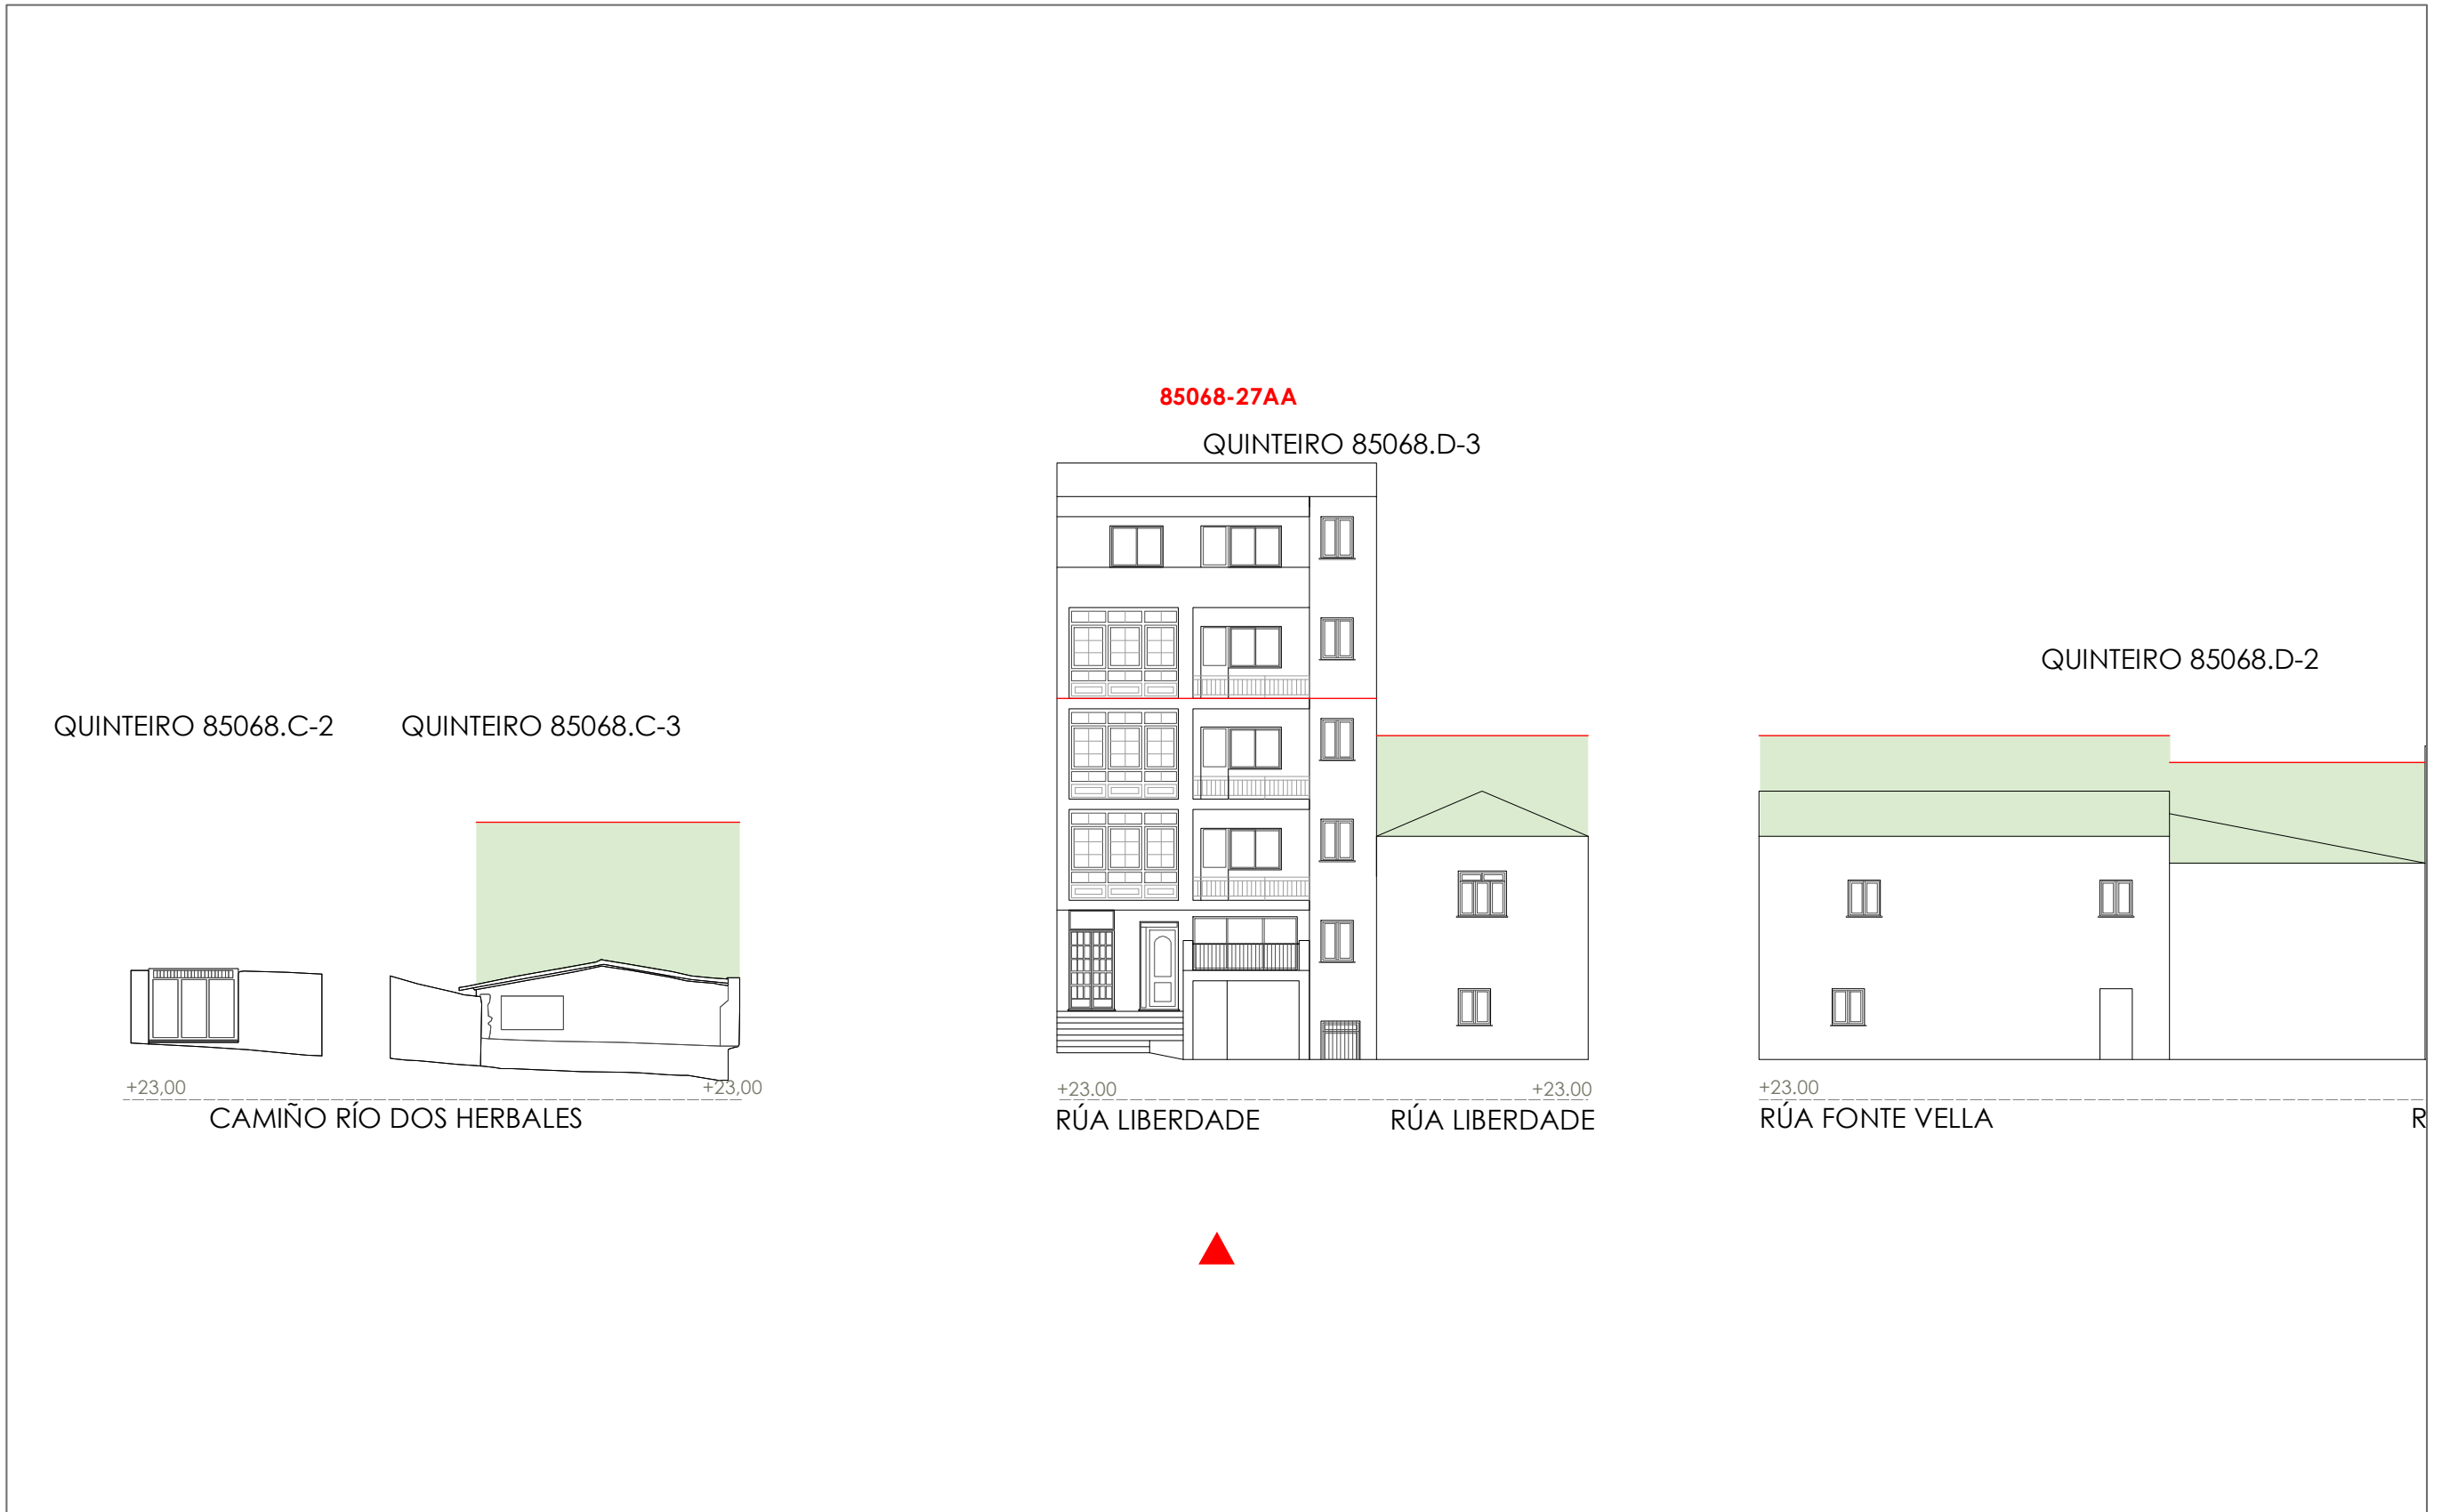 85068-27AA
QUINTEIRO 85068.D-3
QUINTEIRO 85068.D-2
QUINTEIRO 85068.C-2
QUINTEIRO 85068.C-3
+23,00
+23,00
CAMIÑO RÍO DOS HERBALES
+23.00
+23.00
RÚA LIBERDADE
RÚA LIBERDADE
+23.00
RÚA FONTE VELLA
R